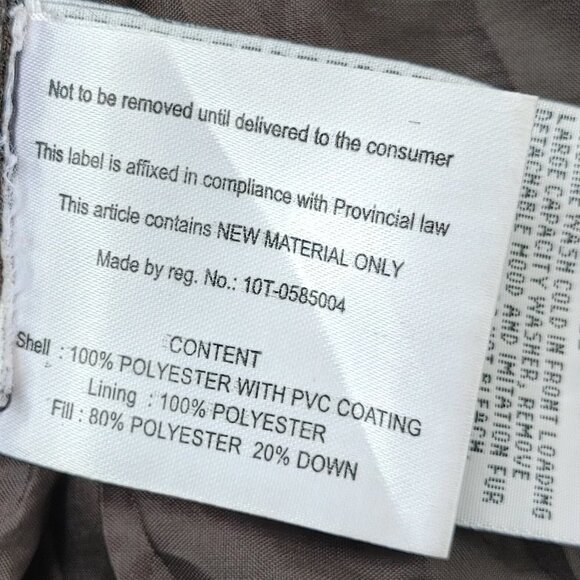 Not to be removed until delivered to the consumer
This label is affixed in compliance with Provincial law
This article contains NEW MATERIAL ONLY
Made by reg. No.: 10T-0585004
CONTENT
Shell : 100% POLYESTER WITH PVC COATING
Lining : 100% POLYESTER
Fill : 80% POLYESTER 20% DOWN
WASH COLD IN FRONT LOADING
LARGE CAPACITY WASHER, REMOVE
DETACHABLE HOOD AND IMITATION FUR
BLEACH